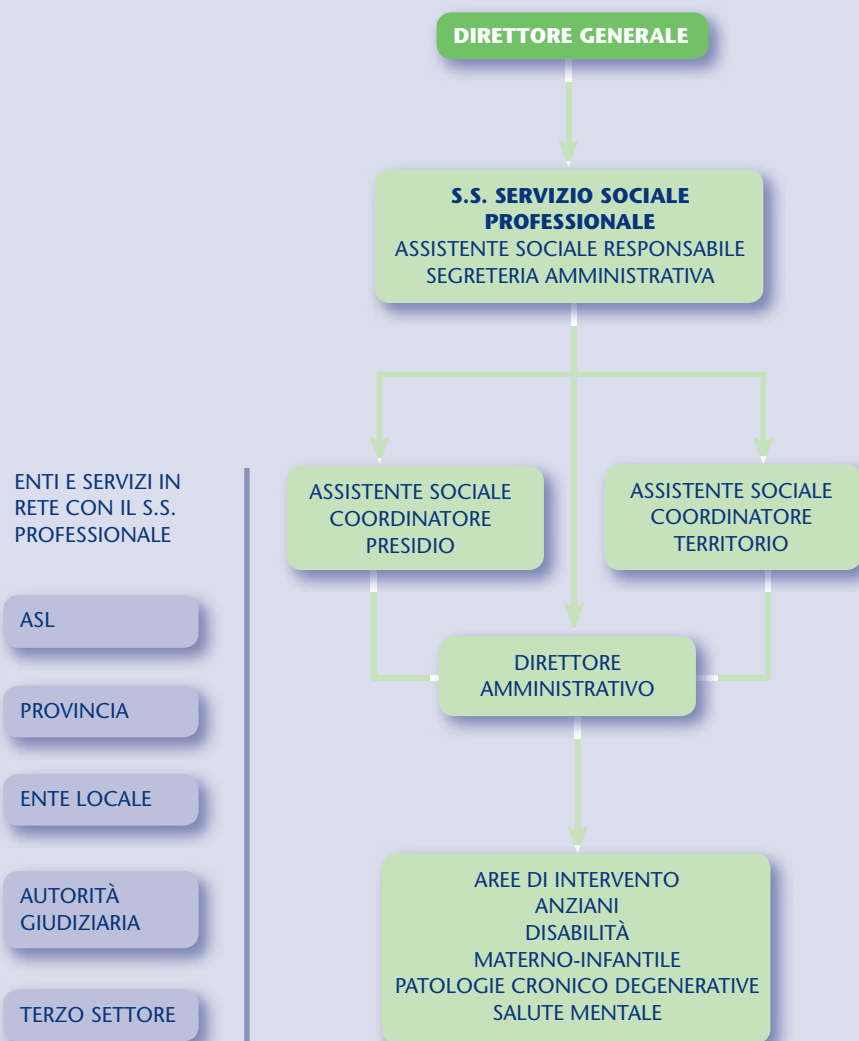 DIRETTORE GENERALE
S.S. SERVIZIO SOCIALE
PROFESSIONALE
ASSISTENTE SOCIALE RESPONSABILE
SEGRETERIA AMMINISTRATIVA
ENTI E SERVIZI IN
RETE CON IL S.S.
PROFESSIONALE
ASL
PROVINCIA
ENTE LOCALE
AUTORITÀ
GIUDIZIARIA
TERZO SETTORE
ASSISTENTE SOCIALE
COORDINATORE
PRESIDIO
ASSISTENTE SOCIALE
COORDINATORE
TERRITORIO
DIRETTORE
AMMINISTRATIVO
AREE DI INTERVENTO
ANZIANI
DISABILITÀ
MATERNO-INFANTILE
PATOLOGIE CRONICO DEGENERATIVE
SALUTE MENTALE